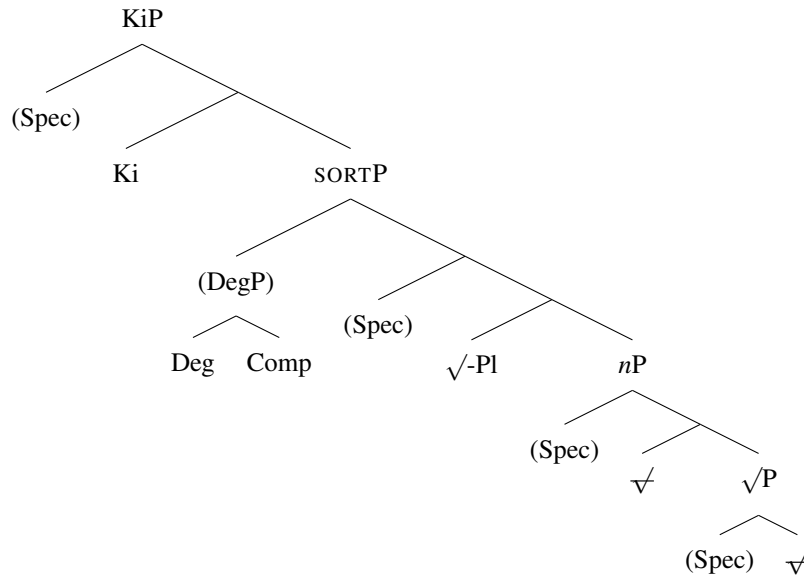 KiP
(Spec)
Ki SORTP
(DegP)
(Spec)
Deg Comp √-Pl nP
(Spec)
√ √P
(Spec) √